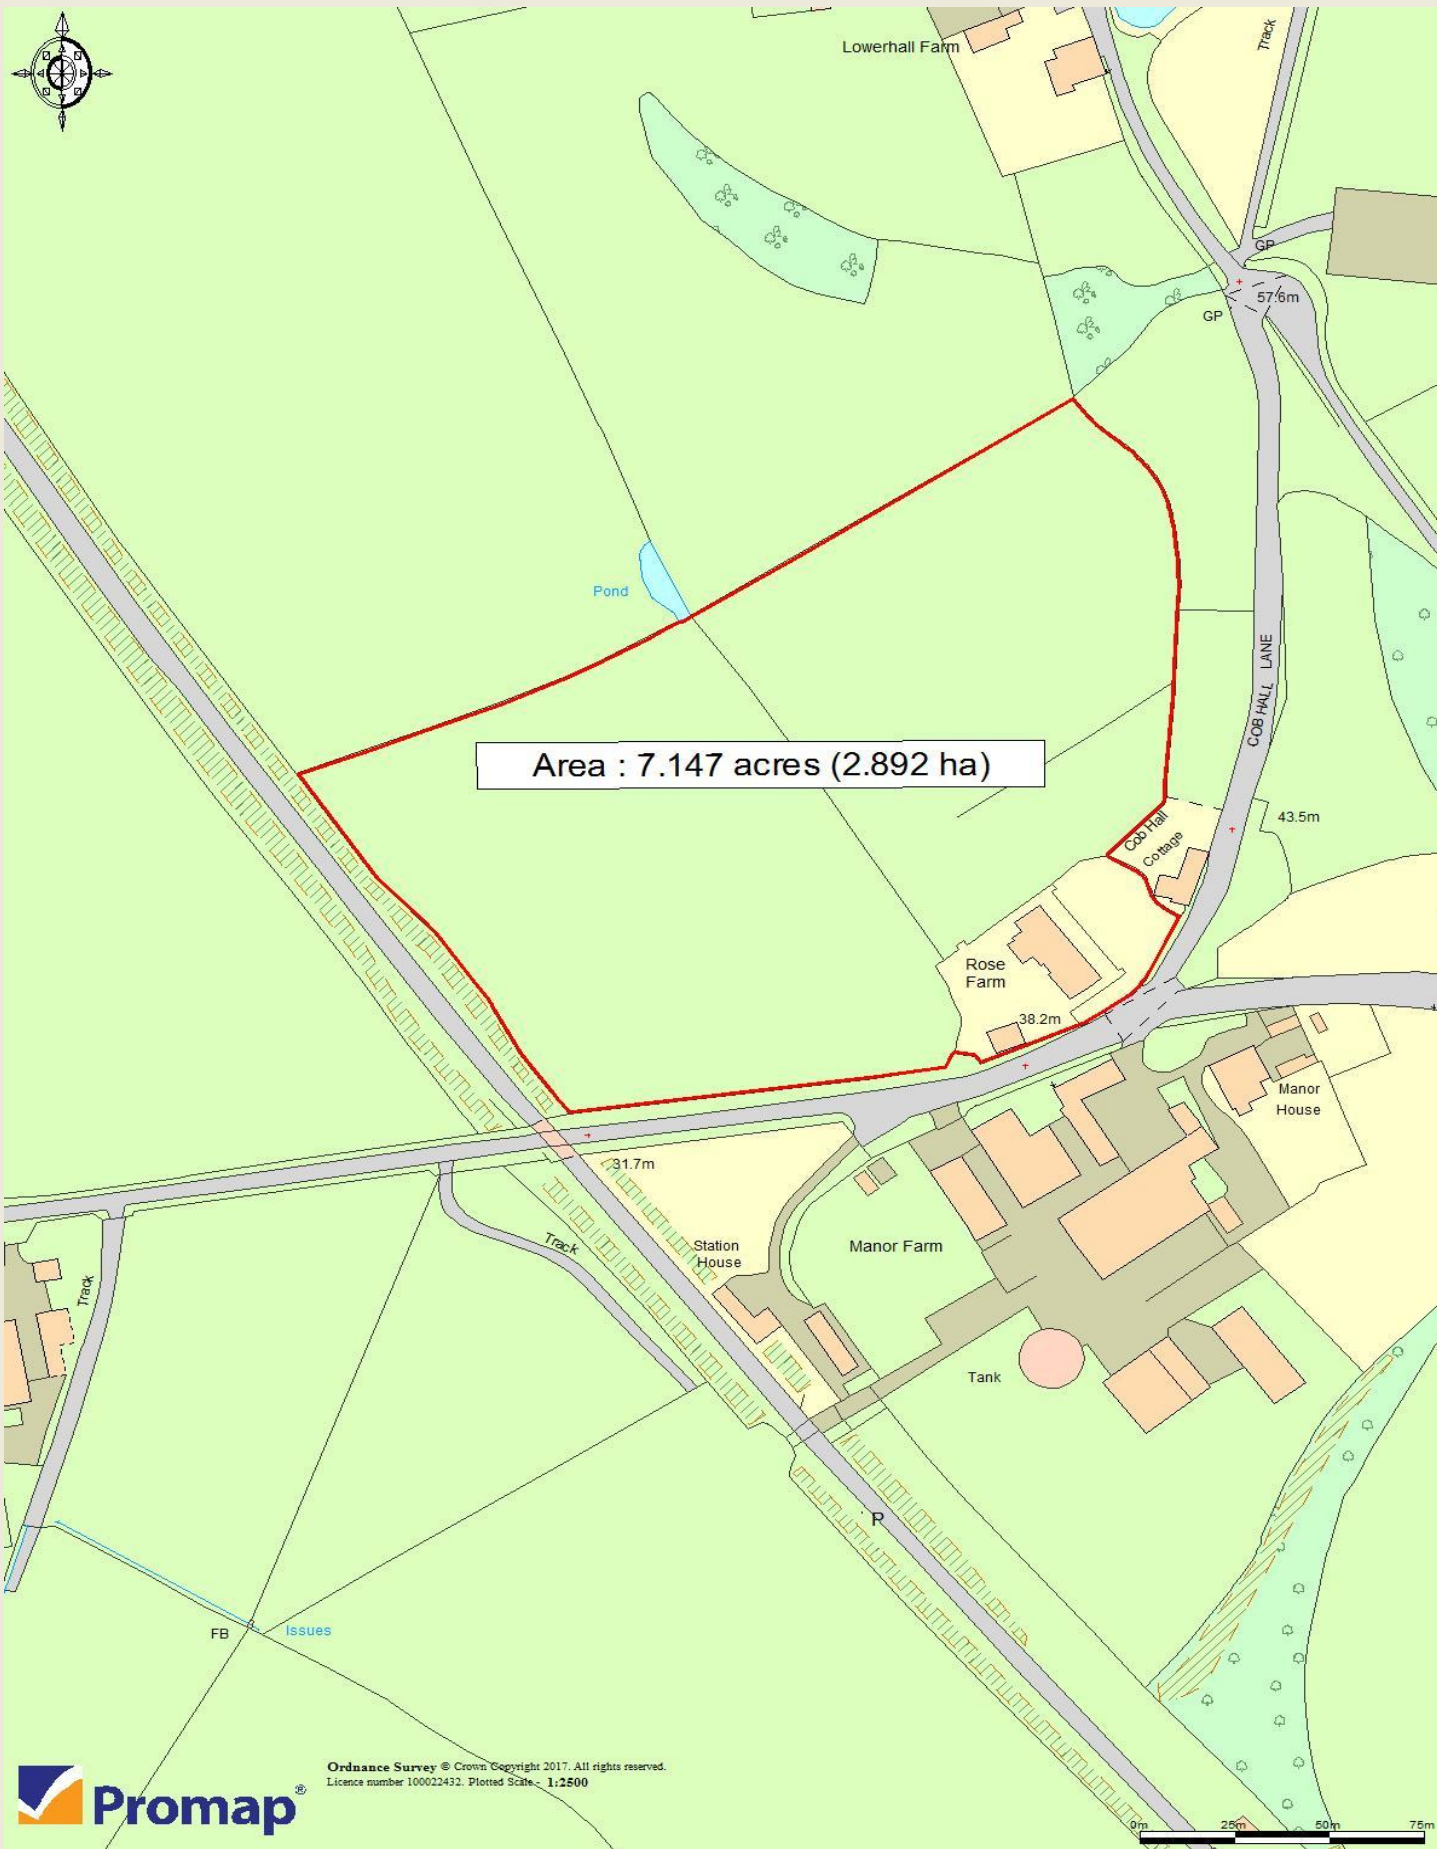 Lowerhall Farm
Track
GP
57.6m
GP
Pond
COB HALL LANE
Area : 7.147 acres (2.892 ha)
43.5m
Cob Hall
Cottage
Rose
Farm
38.2m
Manor
House
31.7m
Station
House
Manor Farm
Track
Track
Tank
P
FB
Issues
Ordnance Survey © Crown Copyright 2017. All rights reserved.
Licence number 100022432. Plotted Scale - 1:2500
Promap®
0m 25m 50m 75m